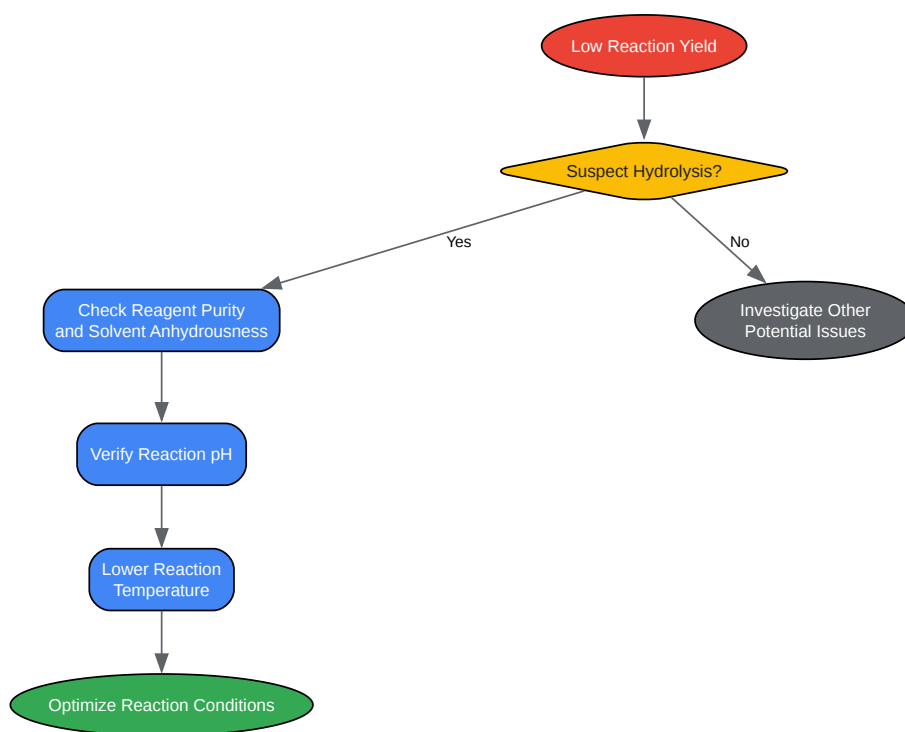 Low Reaction Yield
Suspect Hydrolysis?
Yes
No
Check Reagent Purity
and Solvent Anhydrousness
Investigate Other
Potential Issues
Verify Reaction pH
Lower Reaction
Temperature
Optimize Reaction Conditions